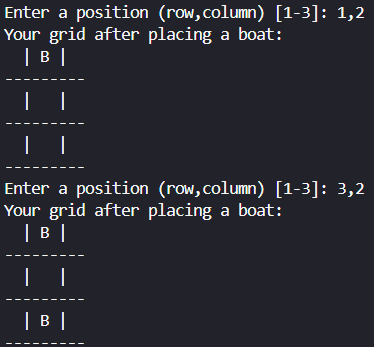 Enter a position (row,column) [1-3]: 1,2
Your grid after placing a boat:
  | B |
---------
  |   |
---------
  |   |
---------
Enter a position (row,column) [1-3]: 3,2
Your grid after placing a boat:
  | B |
---------
  |   |
---------
  | B |
---------